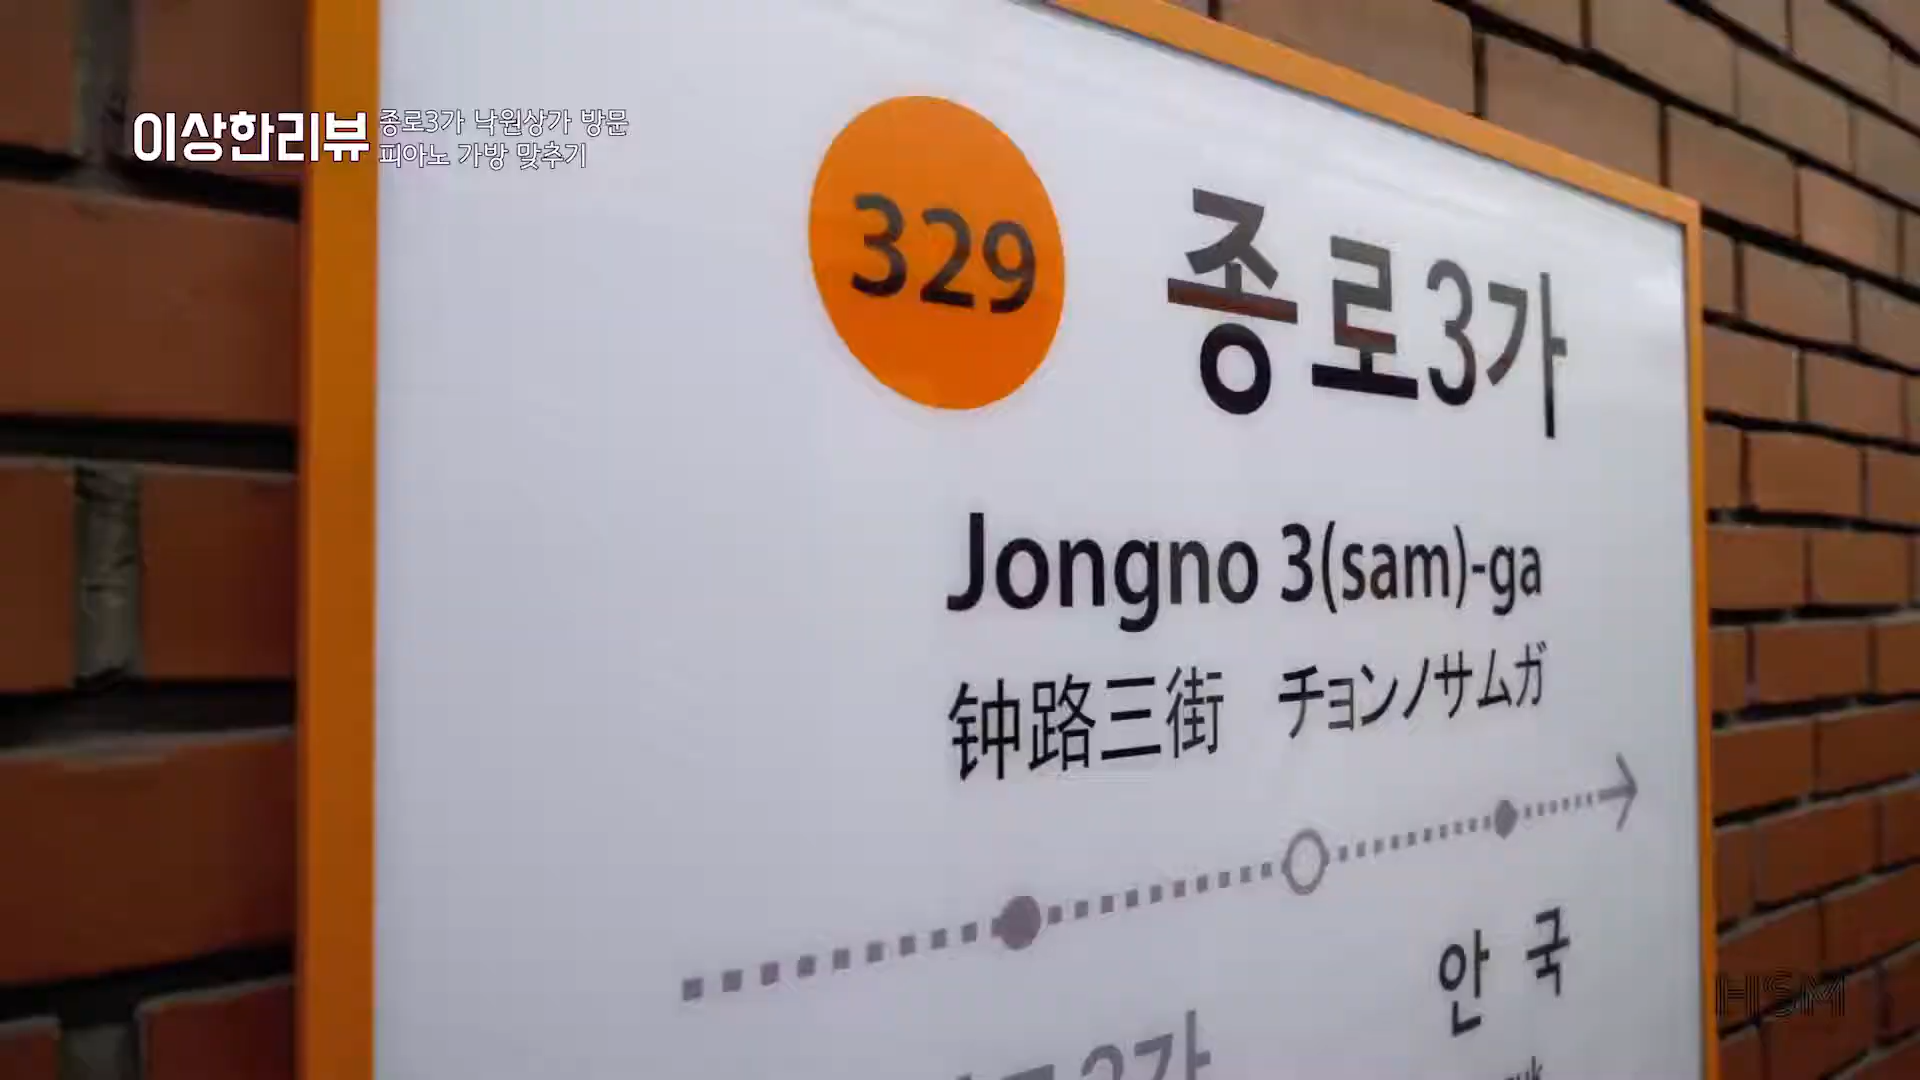 이상한리뷰
종로3가 낙원상가 방문
피아노 가방 맞추기
329
종로3가
Jongno 3(sam)-ga
钟路三街 チョンノサムガ
안국
HSM